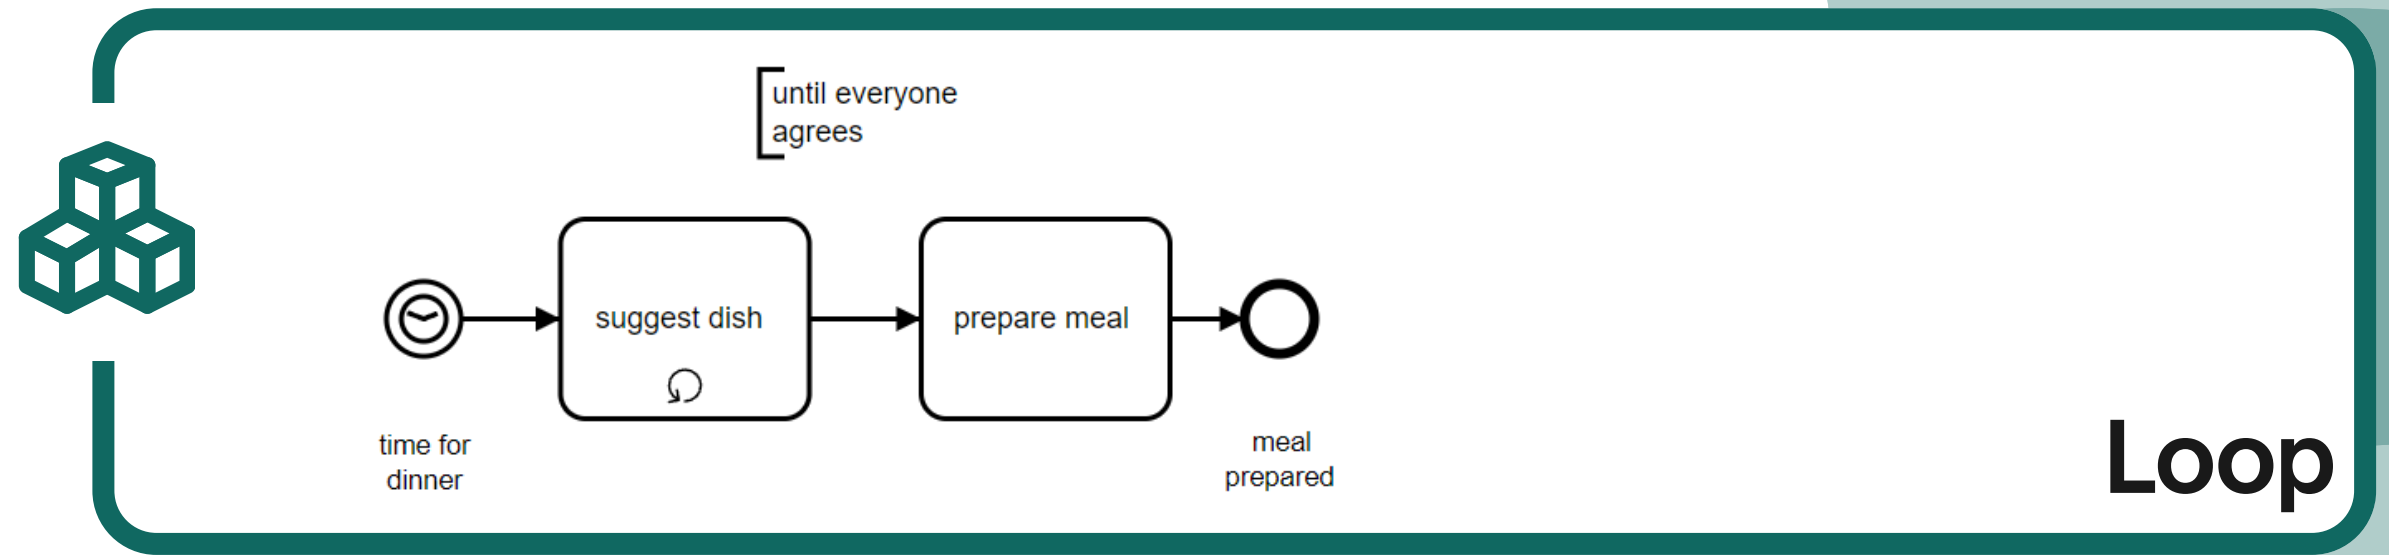 until everyone
agrees
suggest dish
prepare meal
time for
dinner
meal
prepared
Loop